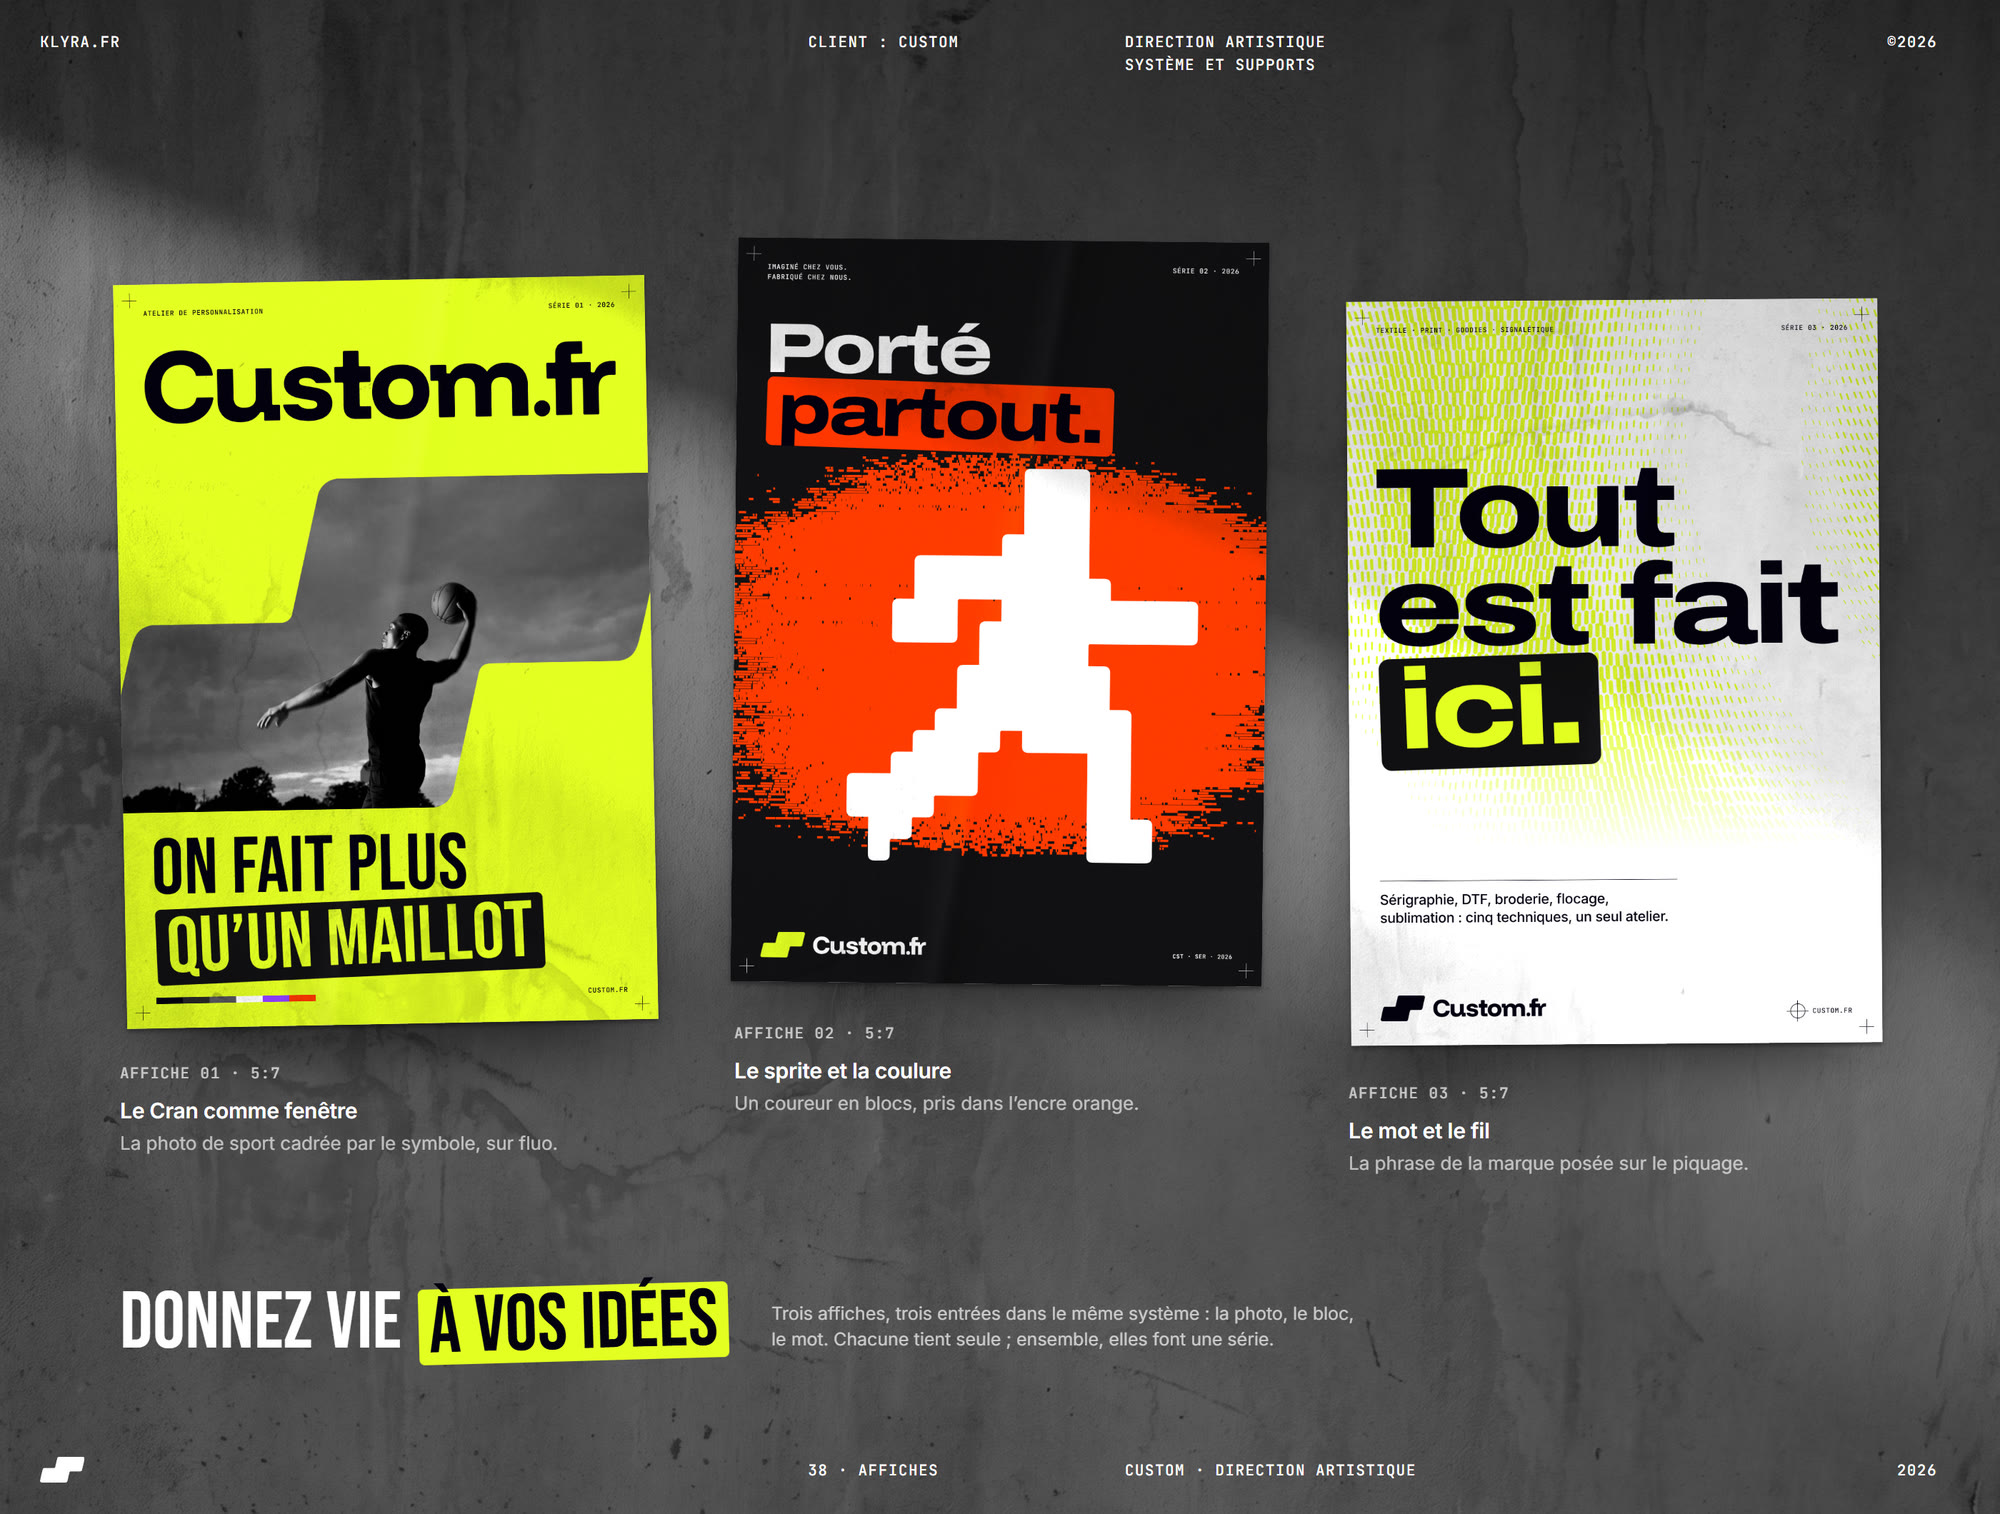 KLYRA.FR
CLIENT : CUSTOM
DIRECTION ARTISTIQUE
SYSTÈME ET SUPPORTS
©2026
ATELIER DE PERSONNALISATION
SÉRIE 01 · 2026
Custom.fr
ON FAIT PLUS
QU’UN MAILLOT
CUSTOM.FR
AFFICHE 01 · 5:7
Le Cran comme fenêtre
La photo de sport cadrée par le symbole, sur fluo.
IMAGINÉ CHEZ VOUS.
FABRIQUÉ CHEZ NOUS.
SÉRIE 02 · 2026
Porté
partout.
Custom.fr
CST · SER · 2026
AFFICHE 02 · 5:7
Le sprite et la coulure
Un coureur en blocs, pris dans l’encre orange.
TEXTILE · PRINT · GOODIES · SIGNALÉTIQUE
SÉRIE 03 · 2026
Tout
est fait
ici.
Sérigraphie, DTF, broderie, flocage,
sublimation : cinq techniques, un seul atelier.
Custom.fr
CUSTOM.FR
AFFICHE 03 · 5:7
Le mot et le fil
La phrase de la marque posée sur le piquage.
DONNEZ VIE À VOS IDÉES
Trois affiches, trois entrées dans le même système : la photo, le bloc,
le mot. Chacune tient seule ; ensemble, elles font une série.
38 · AFFICHES
CUSTOM · DIRECTION ARTISTIQUE
2026